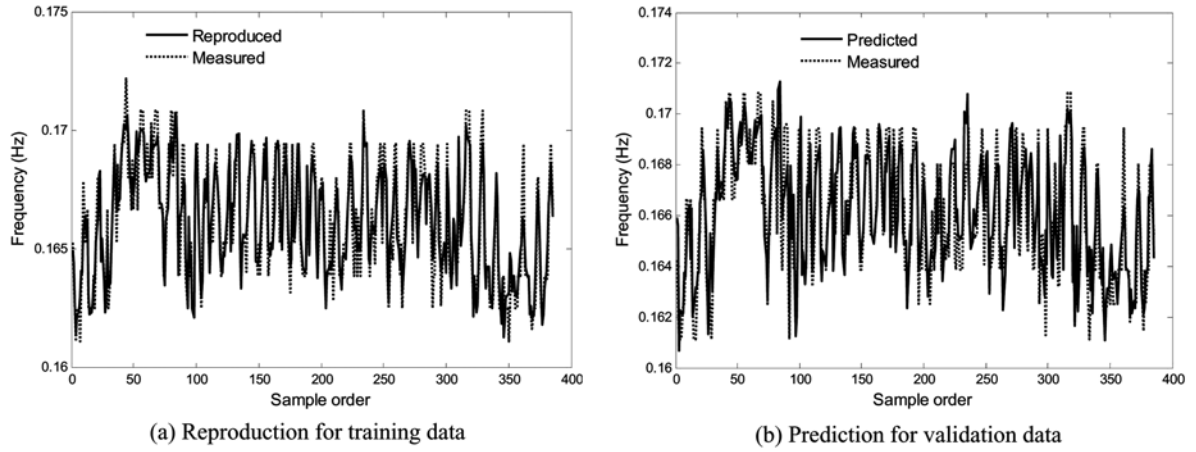 0.175
Reproduced
Measured
0.17
Frequency (Hz)
0.165
0.16
0 50 100 150 200 250 300 350 400
Sample order
(a) Reproduction for training data
0.174
Predicted
Measured
0.172
0.17
0.168
Frequency (Hz)
0.166
0.164
0.162
0.16
0 50 100 150 200 250 300 350 400
Sample order
(b) Prediction for validation data